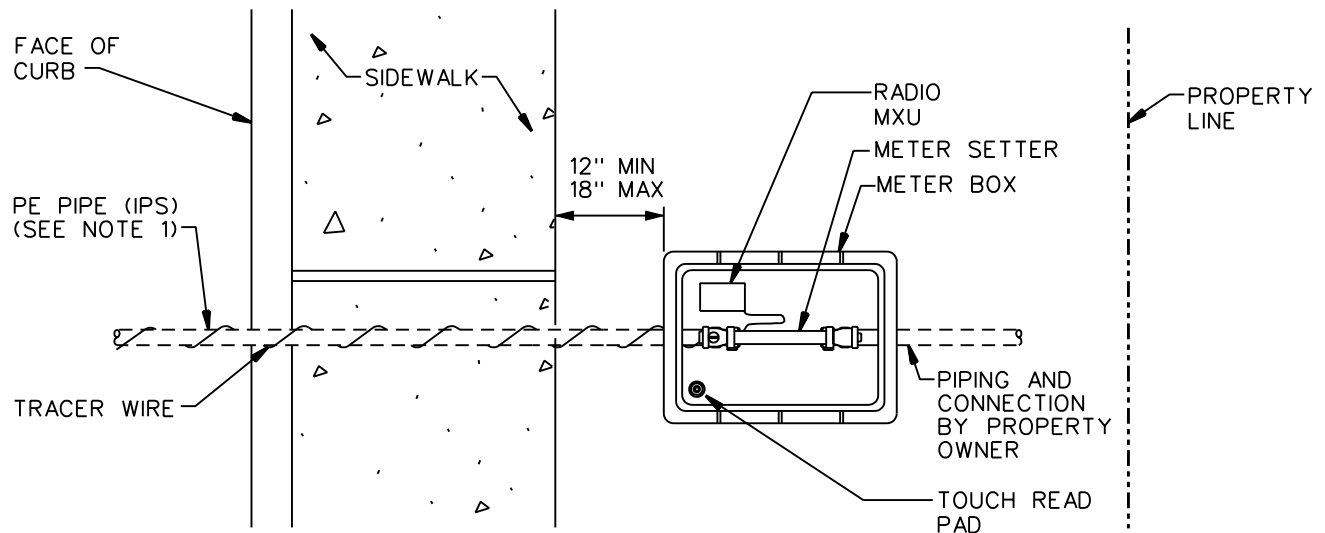 FACE OF
CURB
SIDEWALK
RADIO
MXU
PROPERTY
LINE
METER SETTER
12" MIN
18" MAX
METER BOX
PE PIPE (IPS)
(SEE NOTE 1)
TRACER WIRE
PIPING AND
CONNECTION
BY PROPERTY
OWNER
TOUCH READ
PAD